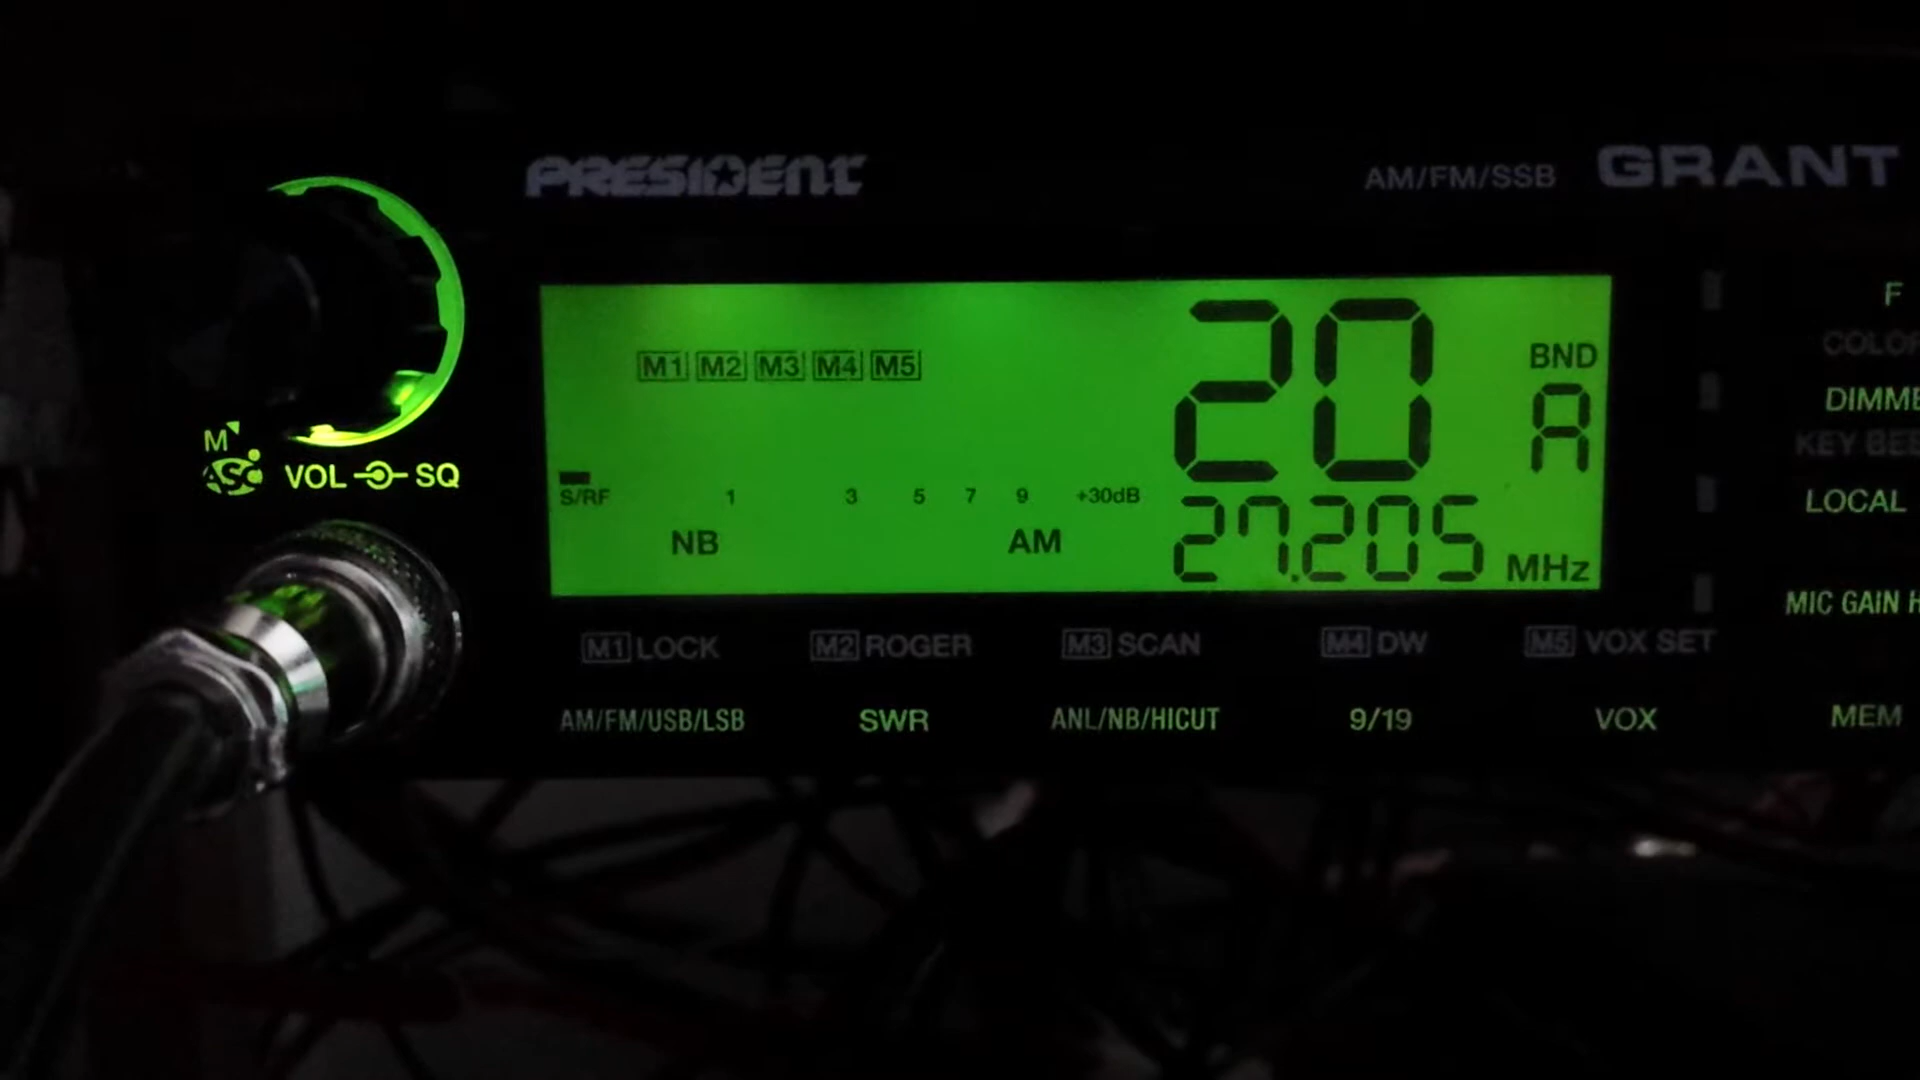 PRESIDENT AM/FM/SSB GRANT
M1 M2 M3 M4 M5 20 BND A
S/RF 1 3 5 7 9 +30dB
NB AM 27.205 MHz
M ASC VOL SQ
F
DIMME
LOCAL
MIC GAIN
M1 LOCK M2 ROGER M3 SCAN M4 DW M5 VOX SET
AM/FM/USB/LSB SWR ANL/NB/HICUT 9/19 VOX MEM